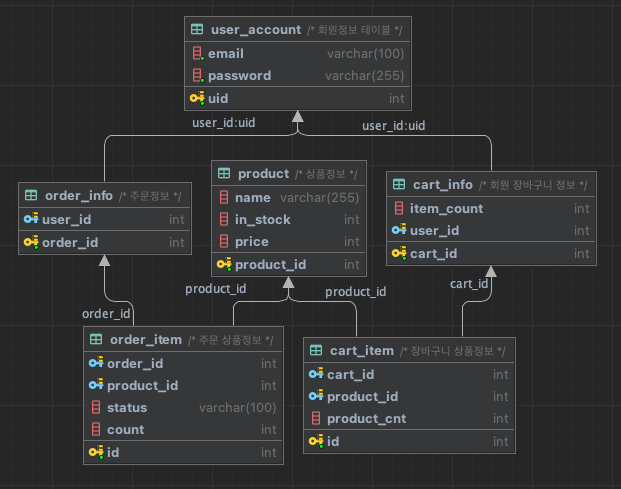 user_account /* 회원정보 테이블 */
email varchar(100)
password varchar(255)
uid int
user_id:uid
user_id:uid
order_info /* 주문정보 */
user_id int
order_id int
product /* 상품정보 */
name varchar(255)
in_stock int
price int
product_id int
cart_info /* 회원 장바구니 정보 */
item_count int
user_id int
cart_id int
order_id
product_id
product_id
cart_id
order_item /* 주문 상품정보 */
order_id int
product_id int
status varchar(100)
count int
id int
cart_item /* 장바구니 상품정보 */
cart_id int
product_id int
product_cnt int
id int